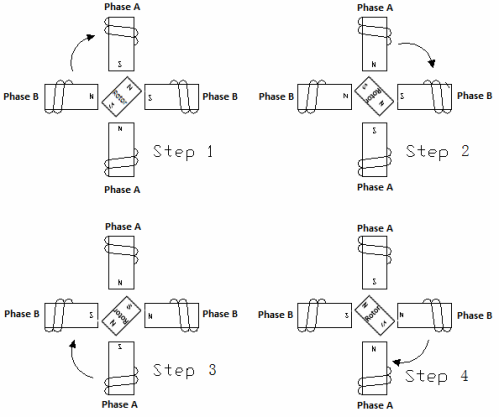 Phase A
S
Phase B
N
N
Rotor
S
S
Phase B
N
Step 1
Phase A
Phase A
N
Phase B
N
S
Rotor
N
S
Phase B
S
Step 2
Phase A
Phase A
N
Phase B
S
S
Rotor
N
N
Phase B
S
Step 3
Phase A
Phase A
S
Phase B
S
N
Rotor
S
N
Phase B
N
Step 4
Phase A